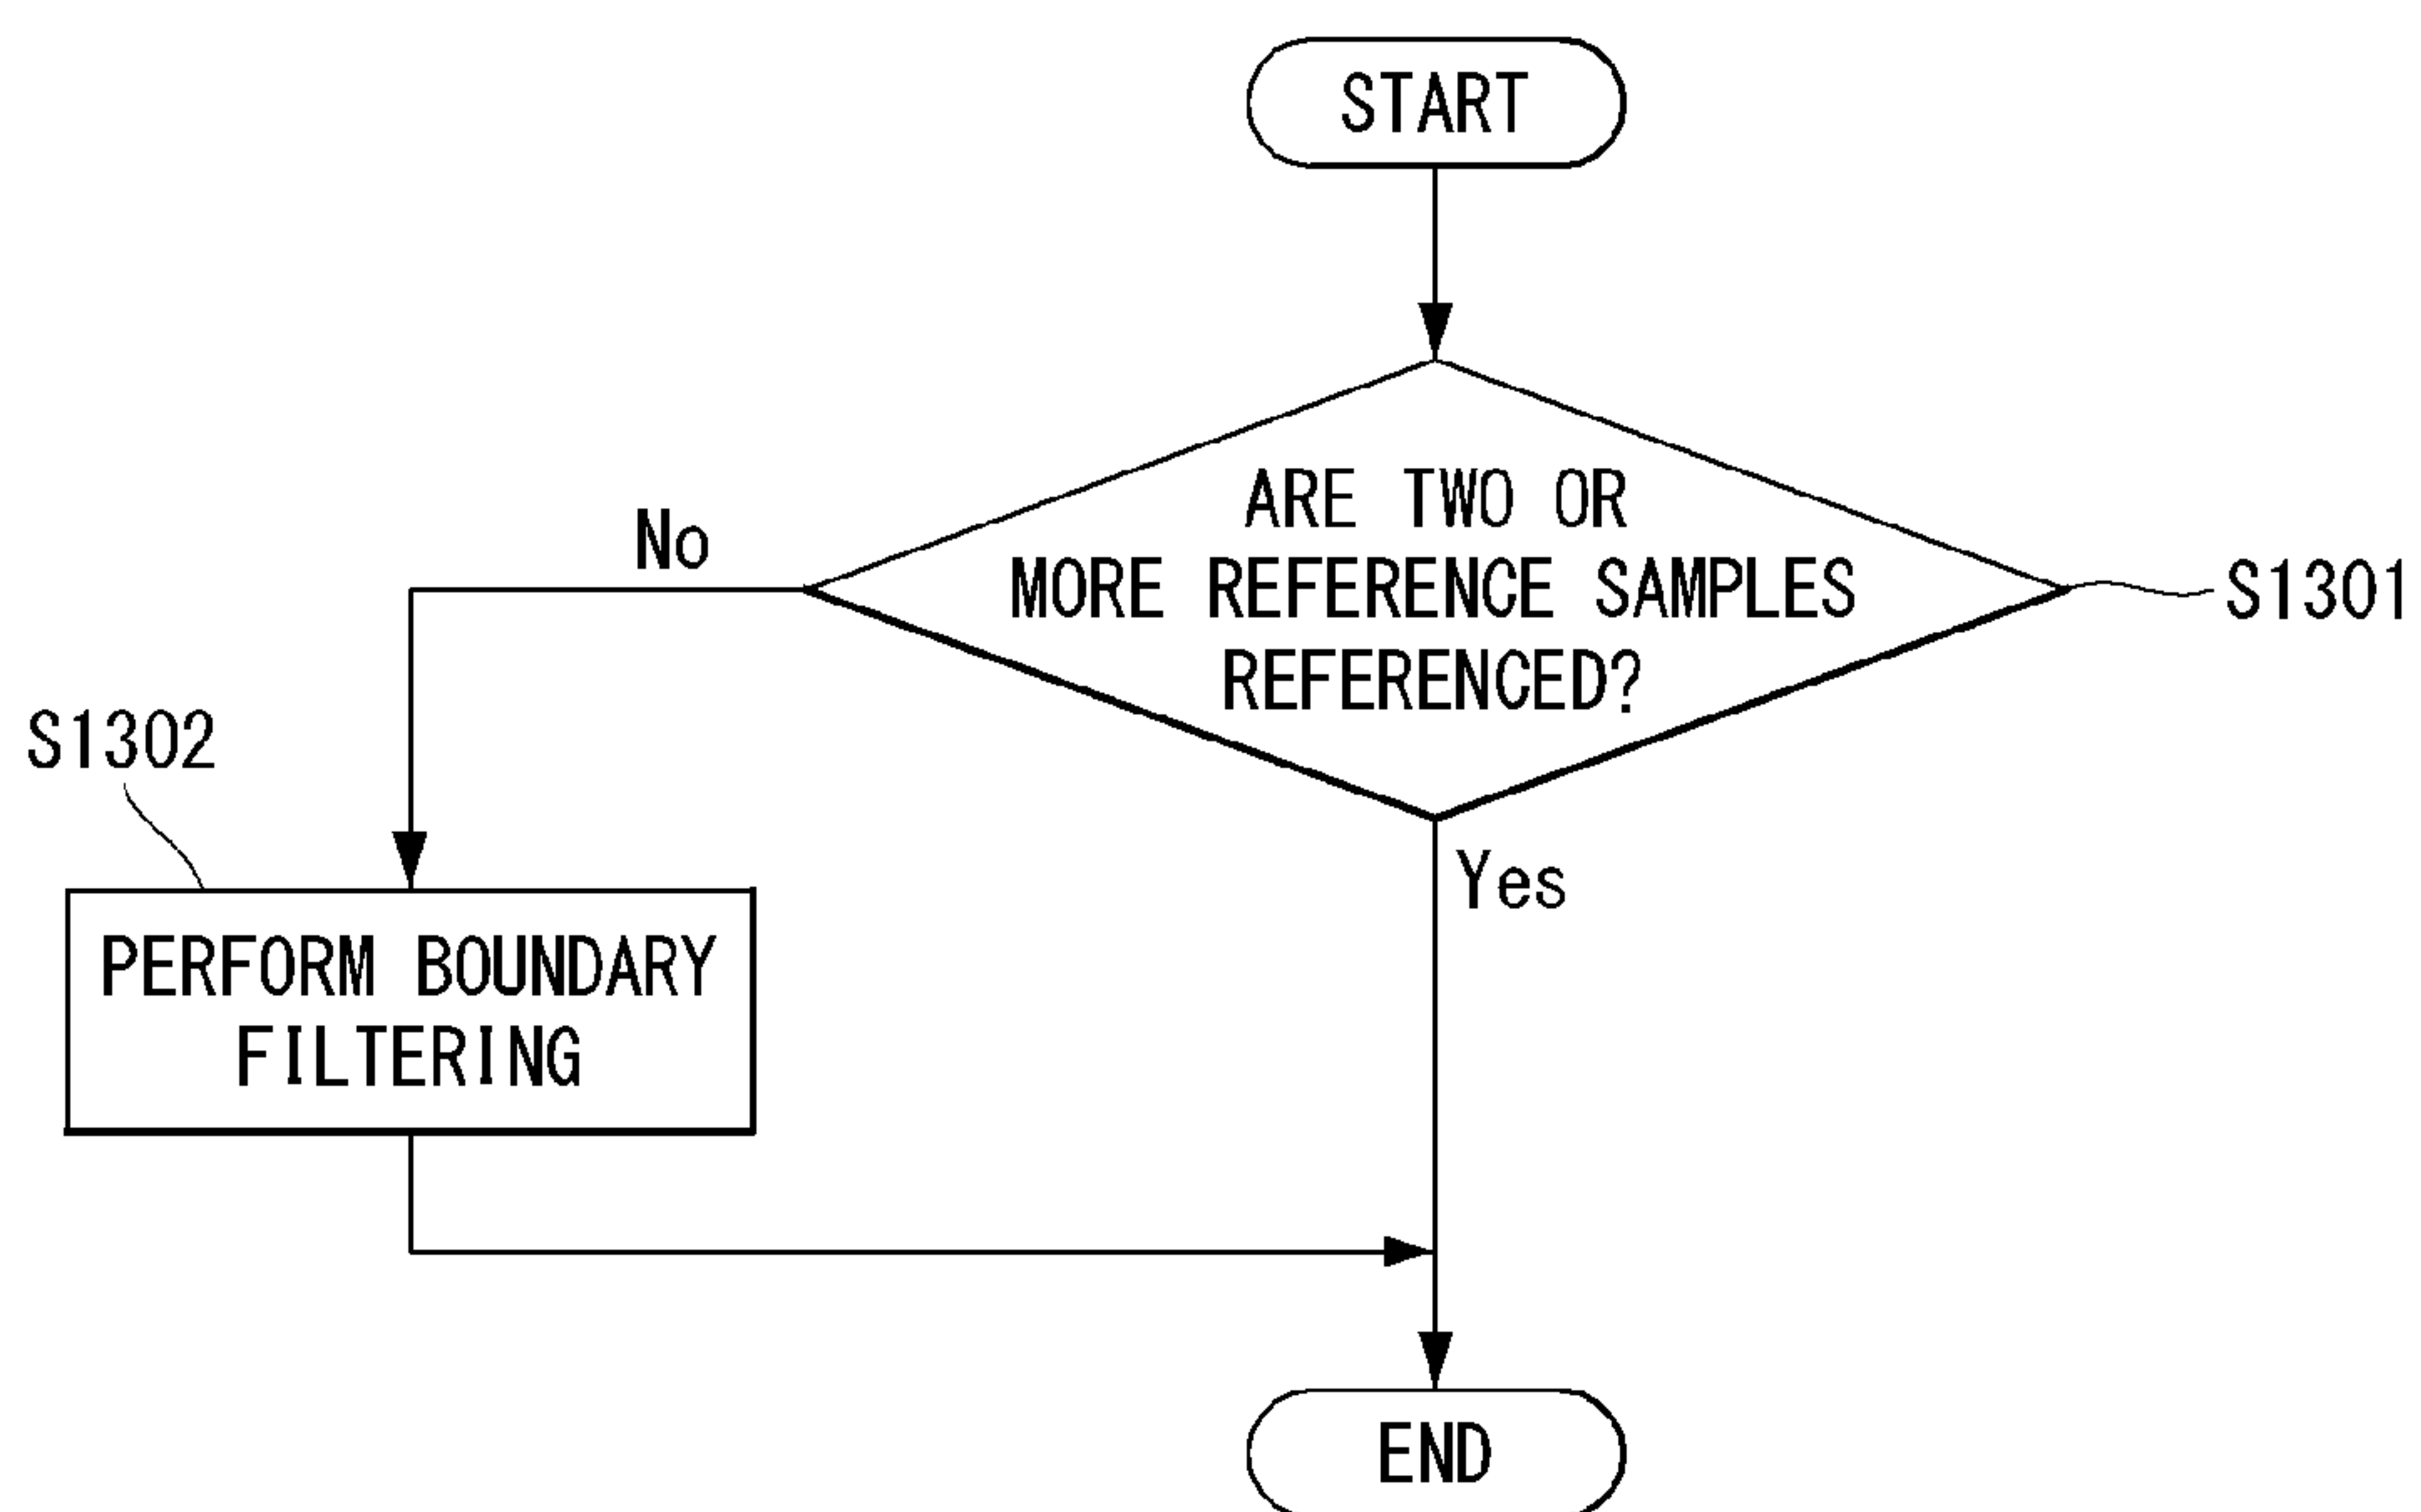 START
ARE TWO OR
MORE REFERENCE SAMPLES
REFERENCED?
S1301
No
Yes
S1302
PERFORM BOUNDARY
FILTERING
END